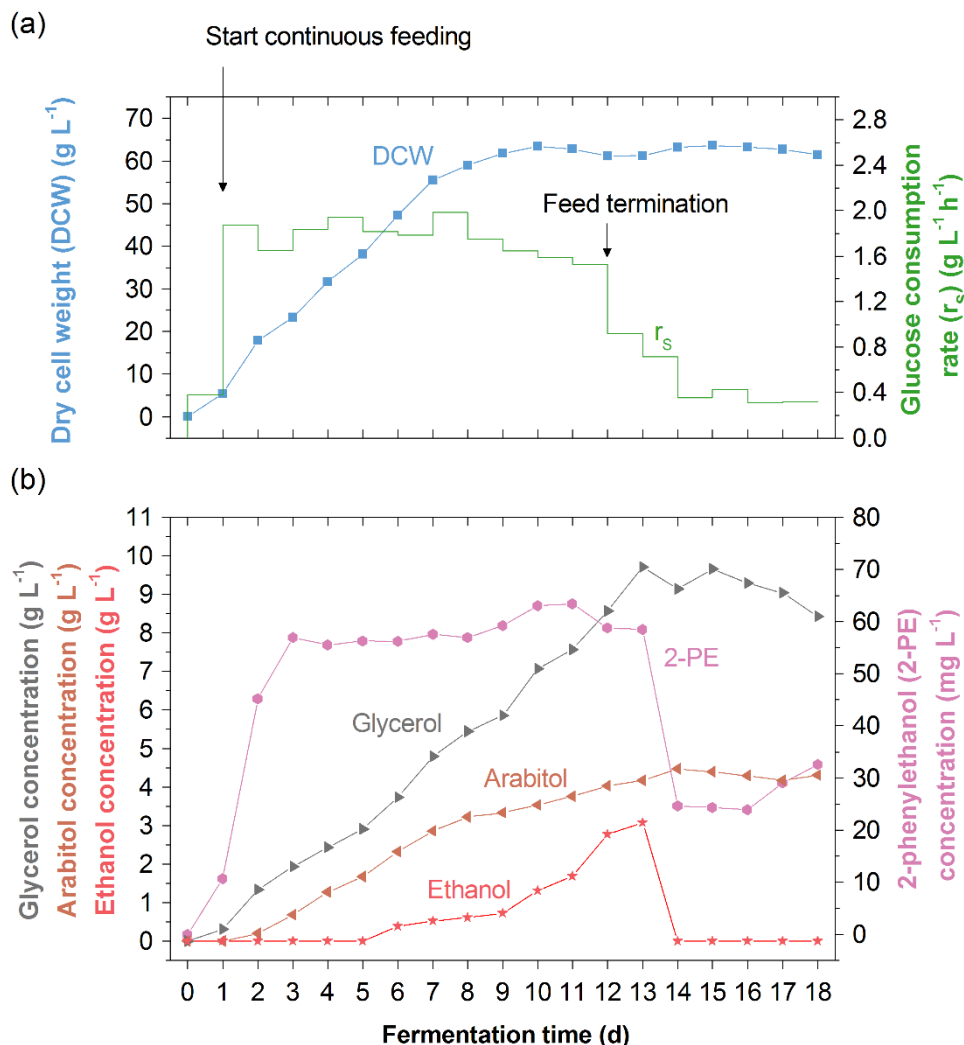 (a)
Start continuous feeding
Dry cell weight (DCW) (g L⁻¹)
70
60
50
40
30
20
10
0
DCW
Feed termination
rₛ
2.8
2.4
2.0
1.6
1.2
0.8
0.4
0.0
Glucose consumption
rate (rₛ) (g L⁻¹ h⁻¹)
(b)
Glycerol concentration (g L⁻¹)
Arabitol concentration (g L⁻¹)
Ethanol concentration (g L⁻¹)
11
10
9
8
7
6
5
4
3
2
1
0
2-PE
Glycerol
Arabitol
Ethanol
80
70
60
50
40
30
20
10
0
2-phenylethanol (2-PE)
concentration (mg L⁻¹)
0 1 2 3 4 5 6 7 8 9 10 11 12 13 14 15 16 17 18
Fermentation time (d)